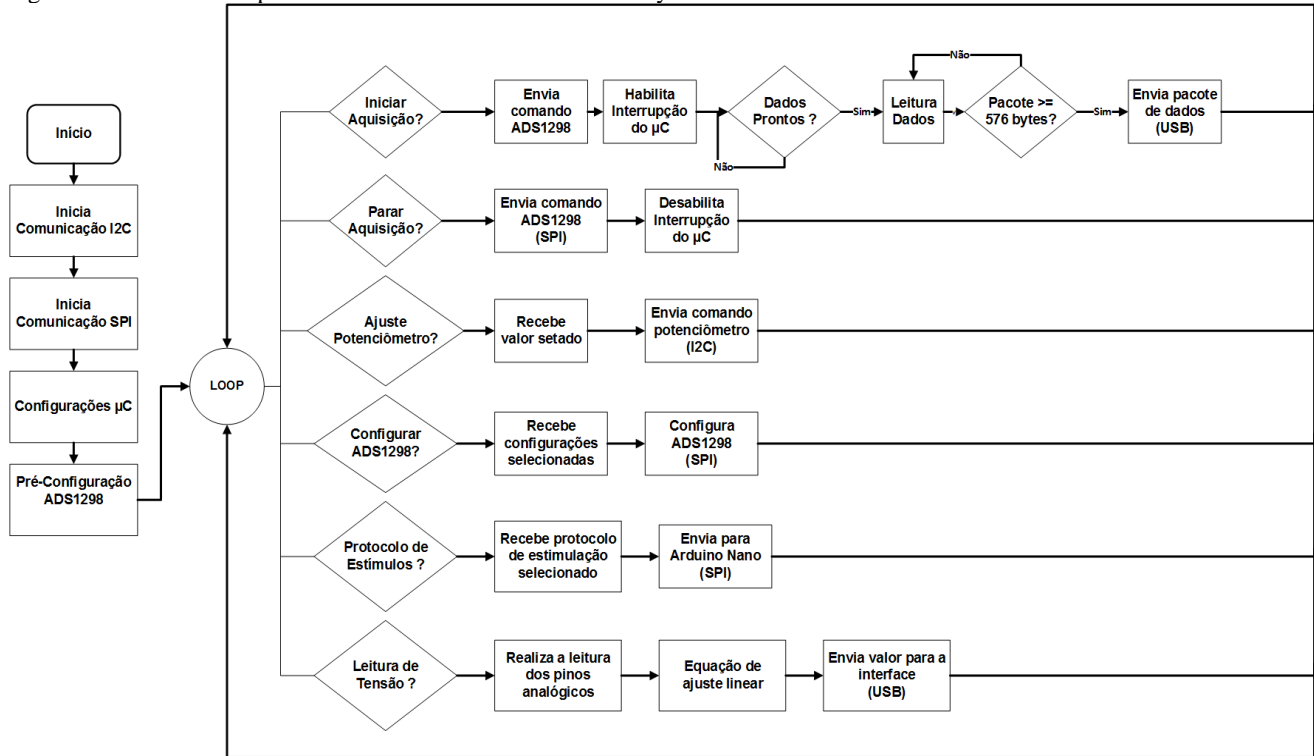 Início
Inicia
Comunicação I2C
Inicia
Comunicação SPI
Configurações µC
Pré-Configuração
ADS1298
LOOP
Iniciar
Aquisição?
Envia
comando
ADS1298
Habilita
Interrupção
do µC
Dados
Prontos ?
Não
Sim
Leitura
Dados
Não
Pacote >=
576 bytes?
Sim
Envia pacote
de dados
(USB)
Parar
Aquisição?
Envia comando
ADS1298
(SPI)
Desabilita
Interrupção
do µC
Ajuste
Potenciômetro?
Recebe
valor setado
Envia comando
potenciômetro
(I2C)
Configurar
ADS1298?
Recebe
configurações
selecionadas
Configura
ADS1298
(SPI)
Protocolo de
Estímulos ?
Recebe protocolo
de estimulação
selecionado
Envia para
Arduino Nano
(SPI)
Leitura de
Tensão ?
Realiza a leitura
dos pinos
analógicos
Equação de
ajuste linear
Envia valor para a
interface
(USB)